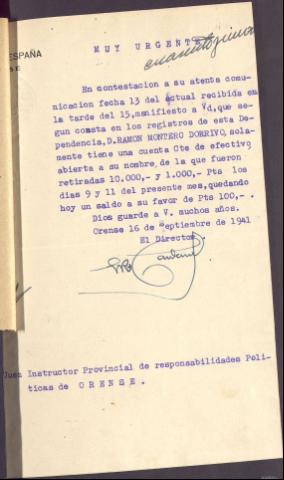 MUY URGENTE
ESPAÑA
En contestacion a su atenta comu-
nicacion fecha 13 del actual recibida en
la tarde del 15,manifiesto a Vd,que se-
gun consta en los registros de esta De-
pendencia,D.RAMON MONTERO DORRIVO,sola-
mente tiene una cuenta Cte de efectivo
abierta a su nombre,de la que fueron
retiradas 10.000,- y 1.000,- Pts los
dias 9 y 11 del presente mes,quedando
hoy un saldo a su favor de Pts 100,- .
Dios guarde a V. muchos años.
Orense 16 de septiembre de 1941
El Director.
Juez Instructor Provincial de responsabilidades Poli-
ticas de ORENSE.